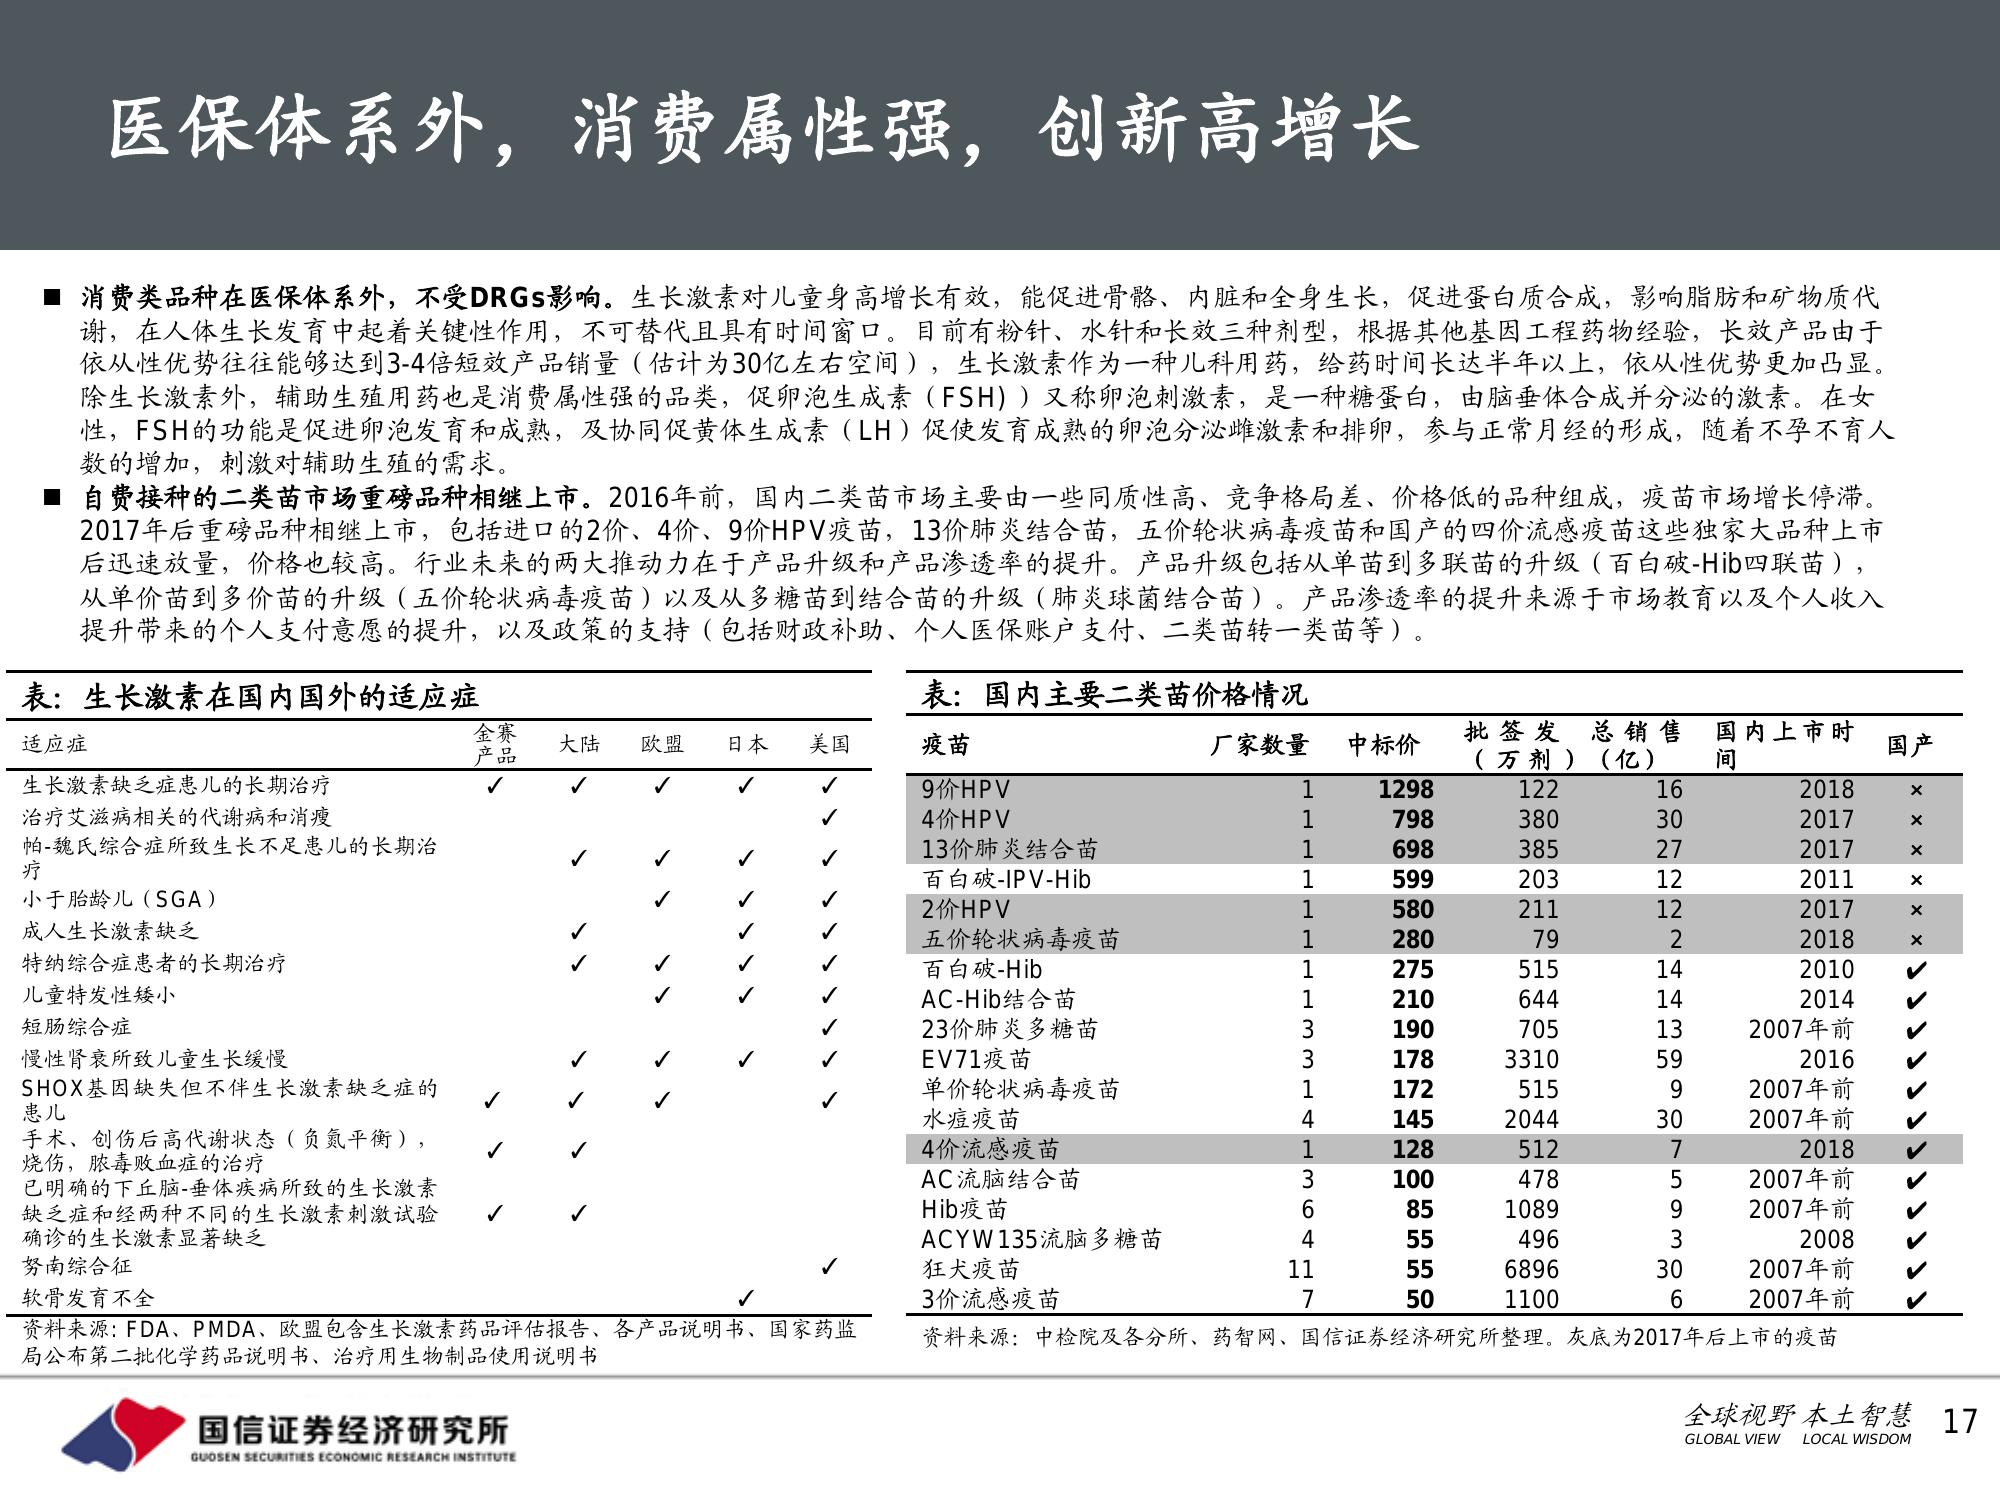 医保体系外，消费属性强，创新高增长
■ 消费类品种在医保体系外，不受DRGs影响。生长激素对儿童身高增长有效，能促进骨骼、内脏和全身生长，促进蛋白质合成，影响脂肪和矿物质代
谢，在人体生长发育中起着关键性作用，不可替代且具有时间窗口。目前有粉针、水针和长效三种剂型，根据其他基因工程药物经验，长效产品由于
依从性优势往往能够达到3-4倍短效产品销量（估计为30亿左右空间），生长激素作为一种儿科用药，给药时间长达半年以上，依从性优势更加凸显。
除生长激素外，辅助生殖用药也是消费属性强的品类，促卵泡生成素（FSH)）又称卵泡刺激素，是一种糖蛋白，由脑垂体合成并分泌的激素。在女
性，FSH的功能是促进卵泡发育和成熟，及协同促黄体生成素（LH）促使发育成熟的卵泡分泌雌激素和排卵，参与正常月经的形成，随着不孕不育人
数的增加，刺激对辅助生殖的需求。
■ 自费接种的二类苗市场重磅品种相继上市。2016年前，国内二类苗市场主要由一些同质性高、竞争格局差、价格低的品种组成，疫苗市场增长停滞。
2017年后重磅品种相继上市，包括进口的2价、4价、9价HPV疫苗，13价肺炎结合苗，五价轮状病毒疫苗和国产的四价流感疫苗这些独家大品种上市
后迅速放量，价格也较高。行业未来的两大推动力在于产品升级和产品渗透率的提升。产品升级包括从单苗到多联苗的升级（百白破-Hib四联苗），
从单价苗到多价苗的升级（五价轮状病毒疫苗）以及从多糖苗到结合苗的升级（肺炎球菌结合苗）。产品渗透率的提升来源于市场教育以及个人收入
提升带来的个人支付意愿的提升，以及政策的支持（包括财政补助、个人医保账户支付、二类苗转一类苗等）。
表：生长激素在国内国外的适应症
适应症 金赛产品 大陆 欧盟 日本 美国
生长激素缺乏症患儿的长期治疗 ✓ ✓ ✓ ✓ ✓
治疗艾滋病相关的代谢病和消瘦 ✓
帕-魏氏综合症所致生长不足患儿的长期治
疗 ✓ ✓ ✓ ✓
小于胎龄儿（SGA） ✓ ✓ ✓
成人生长激素缺乏 ✓ ✓ ✓
特纳综合症患者的长期治疗 ✓ ✓ ✓ ✓
儿童特发性矮小 ✓ ✓ ✓
短肠综合症 ✓
慢性肾衰所致儿童生长缓慢 ✓ ✓ ✓ ✓
SHOX基因缺失但不伴生长激素缺乏症的
患儿 ✓ ✓ ✓ ✓
手术、创伤后高代谢状态（负氮平衡），
烧伤，脓毒败血症的治疗 ✓ ✓
已明确的下丘脑-垂体疾病所致的生长激素
缺乏症和经两种不同的生长激素刺激试验 ✓ ✓
确诊的生长激素显著缺乏
努南综合征 ✓
软骨发育不全 ✓
资料来源: FDA、PMDA、欧盟包含生长激素药品评估报告、各产品说明书、国家药监
局公布第二批化学药品说明书、治疗用生物制品使用说明书
表：国内主要二类苗价格情况
疫苗 厂家数量 中标价 批签发（万剂） 总销售（亿） 国内上市时间 国产
9价HPV 1 1298 122 16 2018 ×
4价HPV 1 798 380 30 2017 ×
13价肺炎结合苗 1 698 385 27 2017 ×
百白破-IPV-Hib 1 599 203 12 2011 ×
2价HPV 1 580 211 12 2017 ×
五价轮状病毒疫苗 1 280 79 2 2018 ×
百白破-Hib 1 275 515 14 2010 ✔
AC-Hib结合苗 1 210 644 14 2014 ✔
23价肺炎多糖苗 3 190 705 13 2007年前 ✔
EV71疫苗 3 178 3310 59 2016 ✔
单价轮状病毒疫苗 1 172 515 9 2007年前 ✔
水痘疫苗 4 145 2044 30 2007年前 ✔
4价流感疫苗 1 128 512 7 2018 ✔
AC流脑结合苗 3 100 478 5 2007年前 ✔
Hib疫苗 6 85 1089 9 2007年前 ✔
ACYW135流脑多糖苗 4 55 496 3 2008 ✔
狂犬疫苗 11 55 6896 30 2007年前 ✔
3价流感疫苗 7 50 1100 6 2007年前 ✔
资料来源：中检院及各分所、药智网、国信证券经济研究所整理。灰底为2017年后上市的疫苗
国信证券经济研究所
GUOSEN SECURITIES ECONOMIC RESEARCH INSTITUTE
全球视野 本土智慧
GLOBAL VIEW LOCAL WISDOM
17